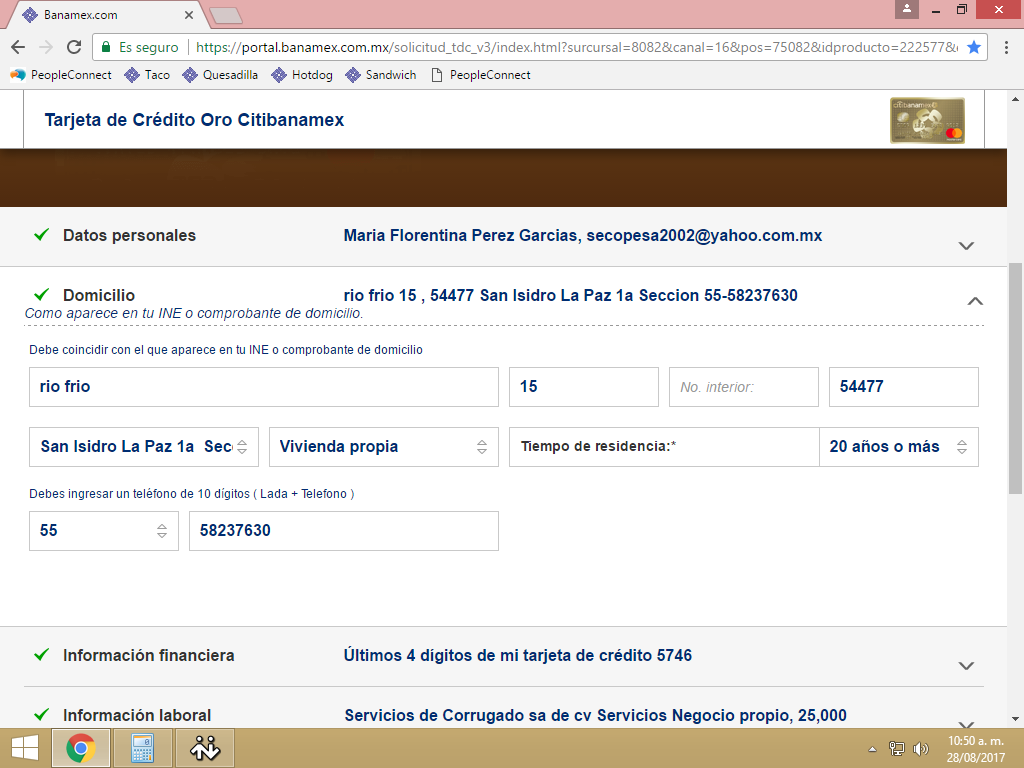 Banamex.com
Es seguro https://portal.banamex.com.mx/solicitud_tdc_v3/index.html?sursursal=8082&canal=16&pos=75082&idproducto=222577&
PeopleConnect Taco Quesadilla Hotdog Sandwich PeopleConnect
Tarjeta de Crédito Oro Citibanamex
citibanamex
Datos personales Maria Florentina Perez Garcias, secopesa2002@yahoo.com.mx
Domicilio rio frio 15 , 54477 San Isidro La Paz 1a Seccion 55-58237630
Como aparece en tu INE o comprobante de domicilio.
Debe coincidir con el que aparece en tu INE o comprobante de domicilio
rio frio 15 No. interior: 54477
San Isidro La Paz 1a Sec Vivienda propia Tiempo de residencia:* 20 años o más
Debes ingresar un teléfono de 10 dígitos ( Lada + Telefono )
55 58237630
Información financiera Últimos 4 digitos de mi tarjeta de crédito 5746
Información laboral Servicios de Corrugado sa de cv Servicios Negocio propio, 25,000
10:50 a. m.
28/08/2017